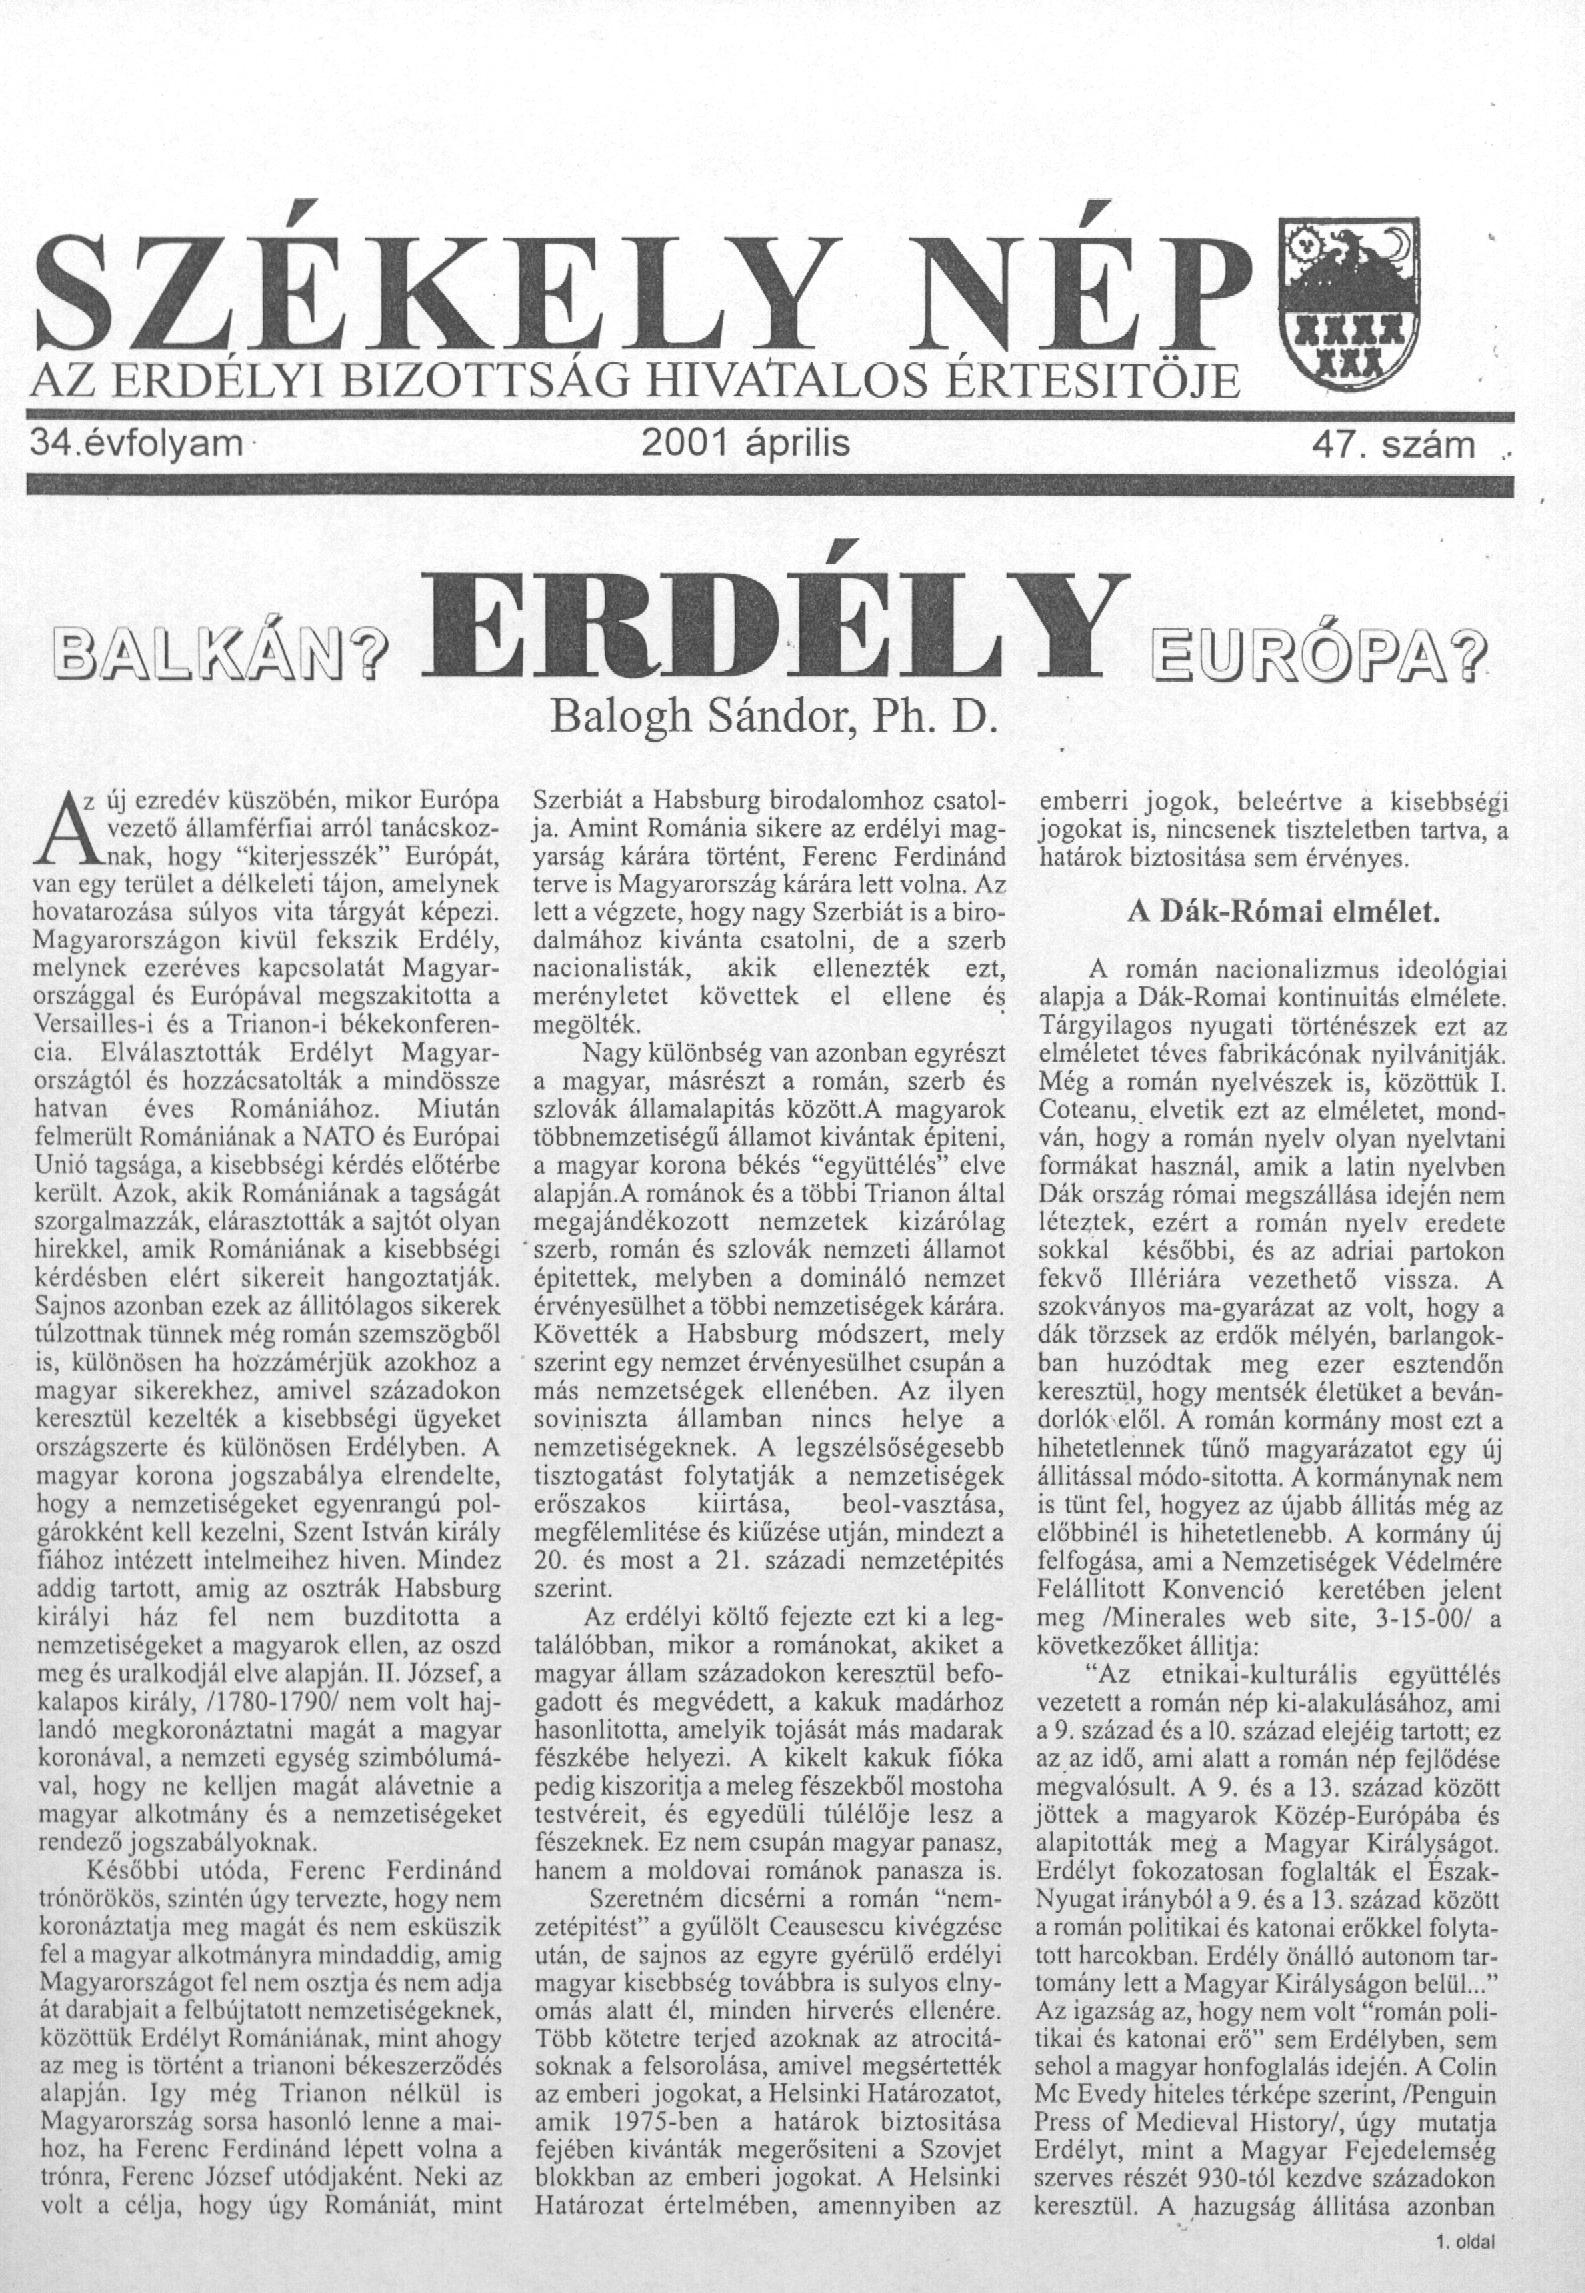 SZÉKELY NÉP
AZ ERDÉLYI BIZOTTSÁG HIVATALOS ÉRTESITÖJE
34.évfolyam
2001 április
47. szám
BALKÁN? ERDÉLY EURÓPA?
Balogh Sándor, Ph. D.
Az új ezredév küszöbén, mikor Európa
vezető államférfiai arról tanácskoz-
nak, hogy “kiterjesszék” Európát,
van egy terület a délkeleti tájon, amelynek
hovatarozása súlyos vita tárgyát képezi.
Magyarországon kivül fekszik Erdély,
melynek ezeréves kapcsolatát Magyar-
országgal és Európával megszakitotta a
Versailles-i és a Trianon-i békekonferen-
cia. Elválasztották Erdélyt Magyar-
országtól és hozzácsatolták a mindössze
hatvan éves Romániához. Miután
felmerült Romániának a NATO és Európai
Unió tagsága, a kisebbségi kérdés előtérbe
került. Azok, akik Romániának a tagságát
szorgalmazzák, elárasztották a sajtót olyan
hirekkel, amik Romániának a kisebbségi
kérdésben elért sikereit hangoztatják.
Sajnos azonban ezek az állitólagos sikerek
túlzottnak tünnek még román szemszögből
is, különösen ha hozzámérjük azokhoz a
magyar sikerekhez, amivel századokon
keresztül kezelték a kisebbségi ügyeket
országszerte és különösen Erdélyben. A
magyar korona jogszabálya elrendelte,
hogy a nemzetiségeket egyenrangú pol-
gárokként kell kezelni, Szent István király
fiához intézett intelmeihez hiven. Mindez
addig tartott, amig az osztrák Habsburg
királyi ház fel nem buzditotta a
nemzetiségeket a magyarok ellen, az oszd
meg és uralkodjál elve alapján. II. József, a
kalapos király, /1780-1790/ nem volt haj-
landó megkoronáztatni magát a magyar
koronával, a nemzeti egység szimbólumá-
val, hogy ne kelljen magát alávetnie a
magyar alkotmány és a nemzetiségeket
rendező jogszabályoknak.
Későbbi utóda, Ferenc Ferdinánd
trónörökös, szintén úgy tervezte, hogy nem
koronáztatja meg magát és nem esküszik
fel a magyar alkotmányra mindaddig, amig
Magyarországot fel nem osztja és nem adja
át darabjait a felbújtatott nemzetiségeknek,
közöttük Erdélyt Romániának, mint ahogy
az meg is történt a trianoni békeszerződés
alapján. Igy még Trianon nélkül is
Magyarország sorsa hasonló lenne a mai-
hoz, ha Ferenc Ferdinánd lépett volna a
trónra, Ferenc József utódjaként. Neki az
volt a célja, hogy úgy Romániát, mint
Szerbiát a Habsburg birodalomhoz csatol-
ja. Amint Románia sikere az erdélyi mag-
yarság kárára történt, Ferenc Ferdinánd
terve is Magyarország kárára lett volna. Az
lett a végzete, hogy nagy Szerbiát is a biro-
dalmához kivánta csatolni, de a szerb
nacionalisták, akik ellenezték ezt,
merényletet követtek el ellene és
megölték.
Nagy különbség van azonban egyrészt
a magyar, másrészt a román, szerb és
szlovák államalapitás között.A magyarok
többnemzetiségű államot kivántak épiteni,
a magyar korona békés “együttélés” elve
alapján.A románok és a többi Trianon által
megajándékozott nemzetek kizárólag
szerb, román és szlovák nemzeti államot
épitettek, melyben a domináló nemzet
érvényesülhet a többi nemzetiségek kárára.
Követték a Habsburg módszert, mely
szerint egy nemzet érvényesülhet csupán a
más nemzetségek ellenében. Az ilyen
soviniszta államban nincs helye a
nemzetiségeknek. A legszélsőségesebb
tisztogatást folytatják a nemzetiségek
erőszakos kiirtása, beol-vasztása,
megfélemlitése és kiűzése utján, mindezt a
20. és most a 21. századi nemzetépités
szerint.
Az erdélyi költő fejezte ezt ki a leg-
találóbban, mikor a románokat, akiket a
magyar állam századokon keresztül befo-
gadott és megvédett, a kakuk madárhoz
hasonlitotta, amelyik tojását más madarak
fészkébe helyezi. A kikelt kakuk fióka
pedig kiszoritja a meleg fészekből mostoha
testvéreit, és egyedüli túlélője lesz a
fészeknek. Ez nem csupán magyar panasz,
hanem a moldovai románok panasza is.
Szeretném dicsérni a román “nem-
zetépitést” a gyűlölt Ceausescu kivégzése
után, de sajnos az egyre gyérülő erdélyi
magyar kisebbség továbbra is sulyos elny-
omás alatt él, minden hirverés ellenére.
Több kötetre terjed azoknak az atrocitá-
soknak a felsorolása, amivel megsértették
az emberi jogokat, a Helsinki Határozatot,
amik 1975-ben a határok biztositása
fejében kivánták megerősiteni a Szovjet
blokkban az emberi jogokat. A Helsinki
Határozat értelmében, amennyiben az
emberri jogok, beleértve a kisebbségi
jogokat is, nincsenek tiszteletben tartva, a
határok biztositása sem érvényes.
A Dák-Római elmélet.
A román nacionalizmus ideológiai
alapja a Dák-Romai kontinuitás elmélete.
Tárgyilagos nyugati történészek ezt az
elméletet téves fabrikácónak nyilvánitják.
Még a román nyelvészek is, közöttük I.
Coteanu, elvetik ezt az elméletet, mond-
ván, hogy a román nyelv olyan nyelvtani
formákat használ, amik a latin nyelvben
Dák ország római megszállása idején nem
léteztek, ezért a román nyelv eredete
sokkal későbbi, és az adriai partokon
fekvő Illériára vezethető vissza. A
szokványos ma-gyarázat az volt, hogy a
dák törzsek az erdők mélyén, barlangok-
ban huzódtak meg ezer esztendőn
keresztül, hogy mentsék életüket a beván-
dorlók elől. A román kormány most ezt a
hihetetlennek tűnő magyarázatot egy új
állitással módo-sitotta. A kormánynak nem
is tünt fel, hogyez az újabb állitás még az
előbbinél is hihetetlenebb. A kormány új
felfogása, ami a Nemzetiségek Védelmére
Felállitott Konvenció keretében jelent
meg /Minerales web site, 3-15-00/ a
következőket állitja:
“Az etnikai-kulturális együttélés
vezetett a román nép ki-alakulásához, ami
a 9. század és a 10. század elejéig tartott; ez
az az idő, ami alatt a román nép fejlődése
megvalósult. A 9. és a 13. század között
jöttek a magyarok Közép-Európába és
alapitották meg a Magyar Királyságot.
Erdélyt fokozatosan foglalták el Észak-
Nyugat irányból a 9. és a 13. század között
a román politikai és katonai erőkkel folyta-
tott harcokban. Erdély önálló autonom tar-
tomány lett a Magyar Királyságon belül...”
Az igazság az, hogy nem volt “román poli-
tikai és katonai erő” sem Erdélyben, sem
sehol a magyar honfoglalás idején. A Colin
Mc Evedy hiteles térképe szerint, /Penguin
Press of Medieval History/, úgy mutatja
Erdélyt, mint a Magyar Fejedelemség
szerves részét 930-tól kezdve századokon
keresztül. A hazugság állitása azonban
1. oldal